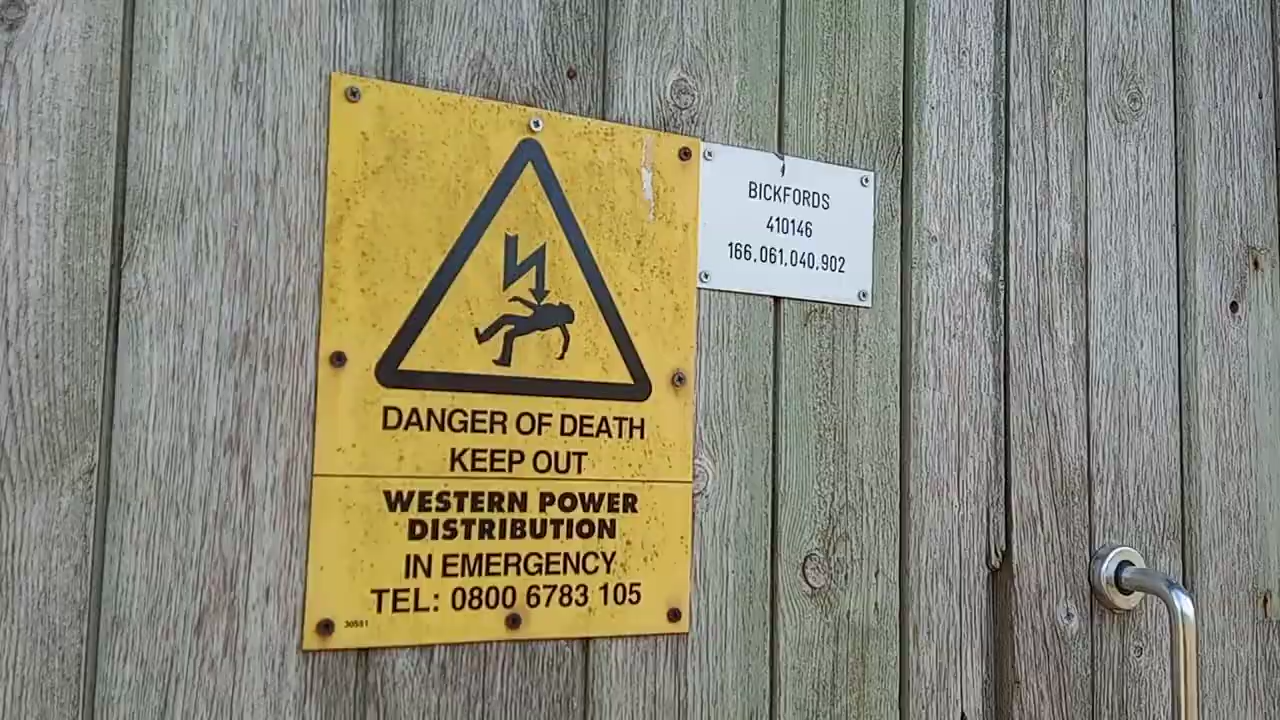 DANGER OF DEATH
KEEP OUT
WESTERN POWER
DISTRIBUTION
IN EMERGENCY
TEL: 0800 6783 105
30551
BICKFORDS
410146
166,061,040,902